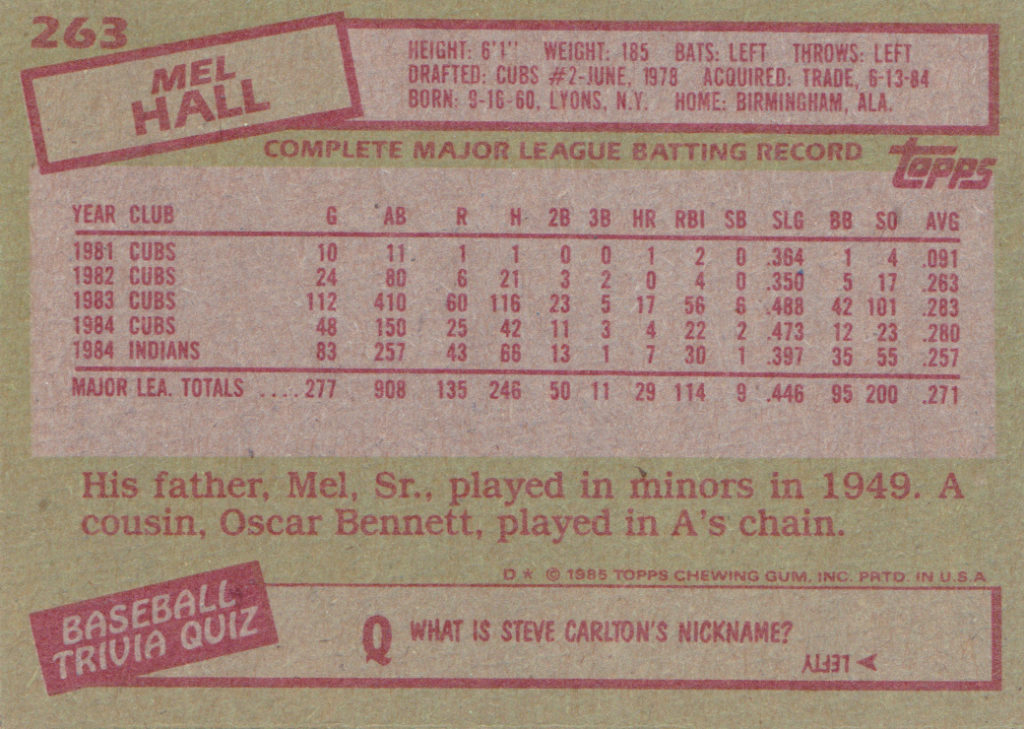 263
MEL
HALL
HEIGHT: 6'1" WEIGHT: 185 BATS: LEFT THROWS: LEFT
DRAFTED: CUBS #2-JUNE, 1978 ACQUIRED: TRADE, 6-13-84
BORN: 9-16-60, LYONS, N.Y. HOME: BIRMINGHAM, ALA.
COMPLETE MAJOR LEAGUE BATTING RECORD
topps
YEAR CLUB G AB R H 2B 3B HR RBI SB SLG BB SO AVG
1981 CUBS 10 11 1 1 0 0 1 2 0 .364 1 4 .091
1982 CUBS 24 80 6 21 3 2 0 4 0 .350 5 17 .263
1983 CUBS 112 410 60 116 23 5 17 56 6 .488 42 101 .283
1984 CUBS 48 150 25 42 11 3 4 22 2 .473 12 23 .280
1984 INDIANS 83 257 43 66 13 1 7 30 1 .397 35 55 .257
MAJOR LEA. TOTALS ....277 908 135 246 50 11 29 114 9 .446 95 200 .271
His father, Mel, Sr., played in minors in 1949. A
cousin, Oscar Bennett, played in A's chain.
D * © 1985 TOPPS CHEWING GUM, INC. PRTD. IN U.S.A
BASEBALL
TRIVIA QUIZ
Q WHAT IS STEVE CARLTON'S NICKNAME?
LEFTY